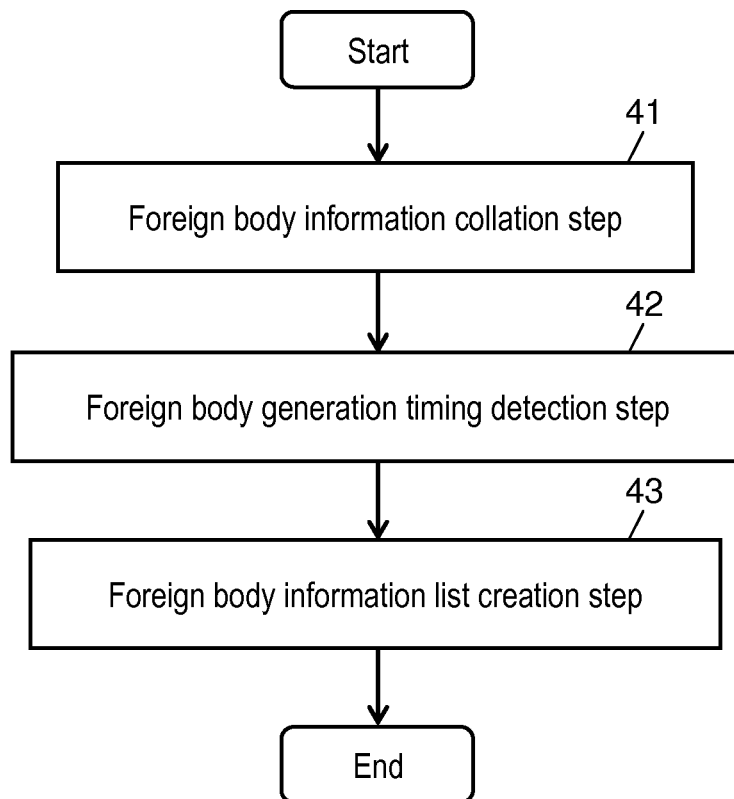 Start
41
Foreign body information collation step
42
Foreign body generation timing detection step
43
Foreign body information list creation step
End